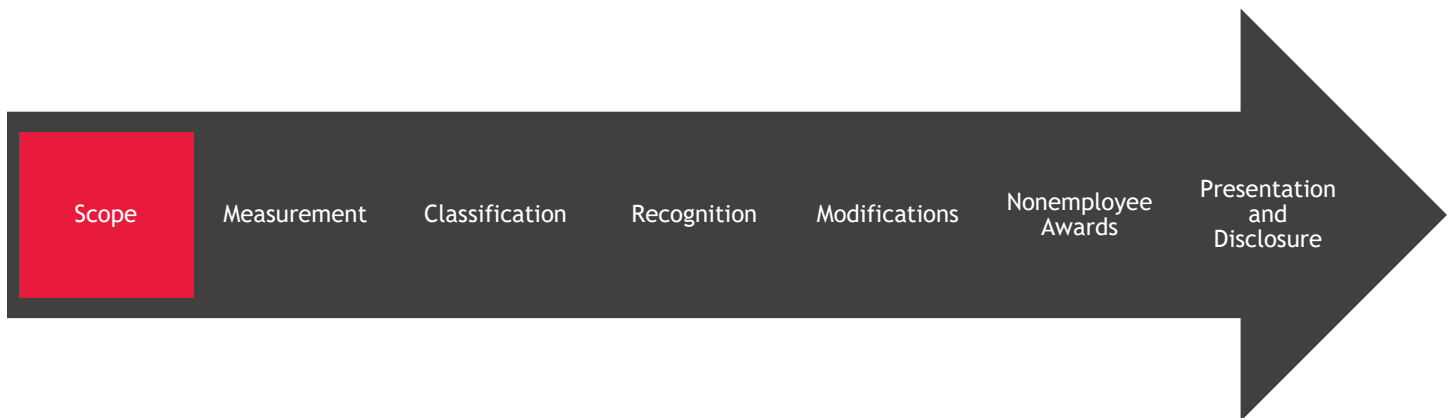 Scope
Measurement
Classification
Recognition
Modifications
Nonemployee
Awards
Presentation
and
Disclosure